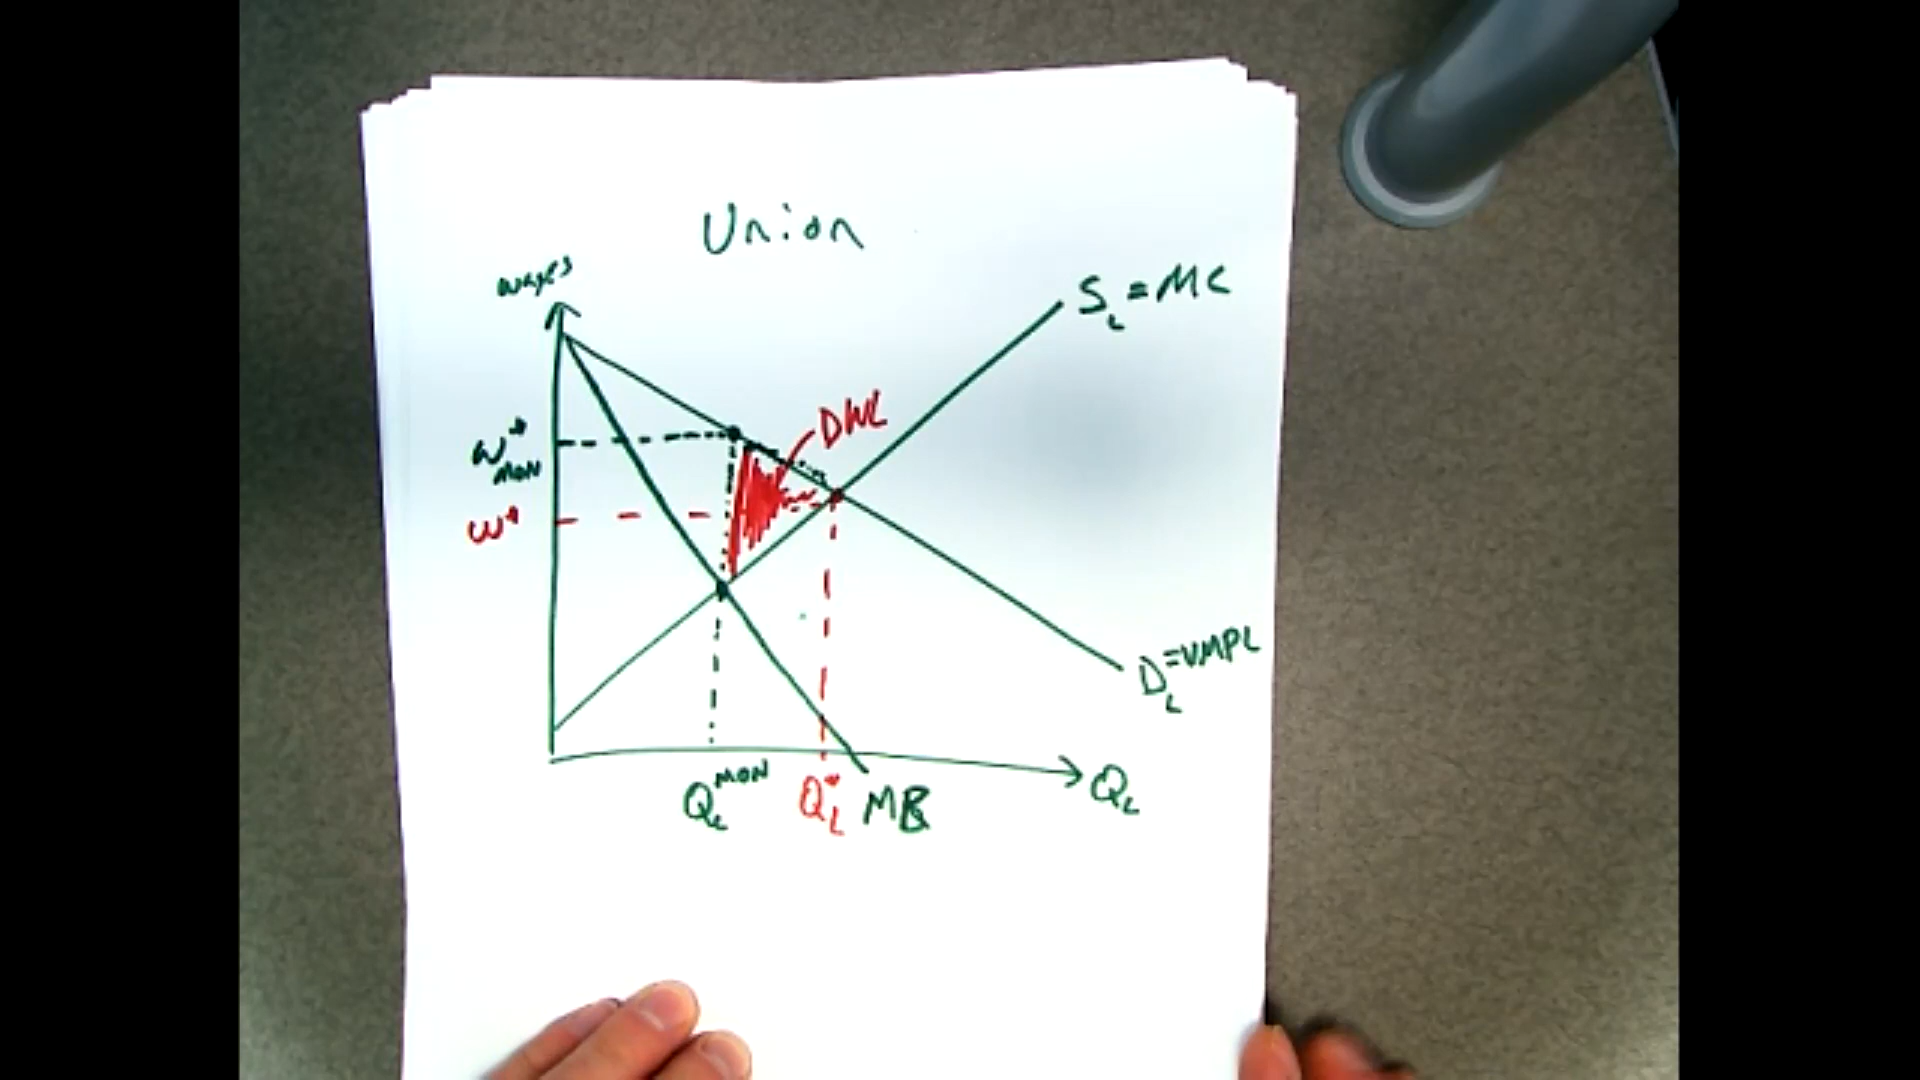 Union
wages
S_L = MC
DWL
w*_MON
w*
D_L = VMPL
Q_L^MON
Q*_L
MB
Q_L